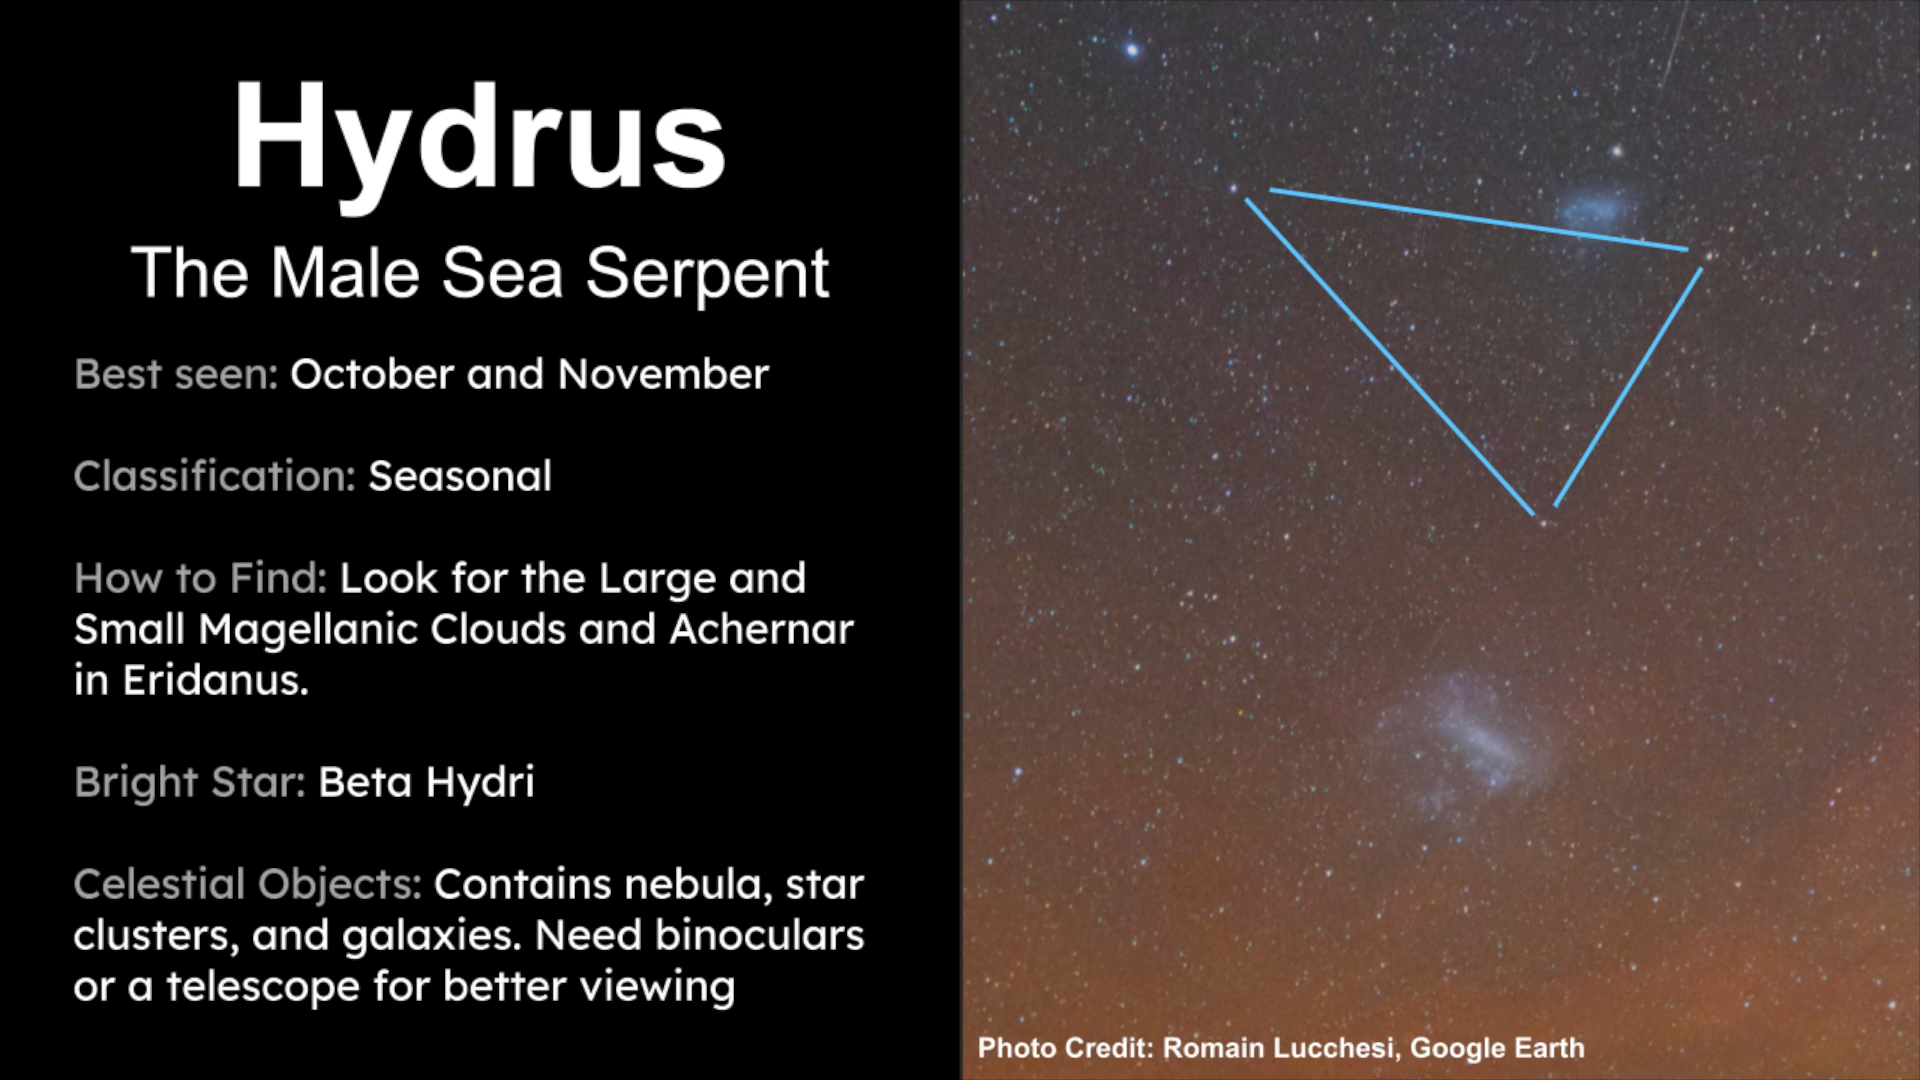 Hydrus
The Male Sea Serpent
Best seen: October and November
Classification: Seasonal
How to Find: Look for the Large and
Small Magellanic Clouds and Achernar
in Eridanus.
Bright Star: Beta Hydri
Celestial Objects: Contains nebula, star
clusters, and galaxies. Need binoculars
or a telescope for better viewing
Photo Credit: Romain Lucchesi, Google Earth